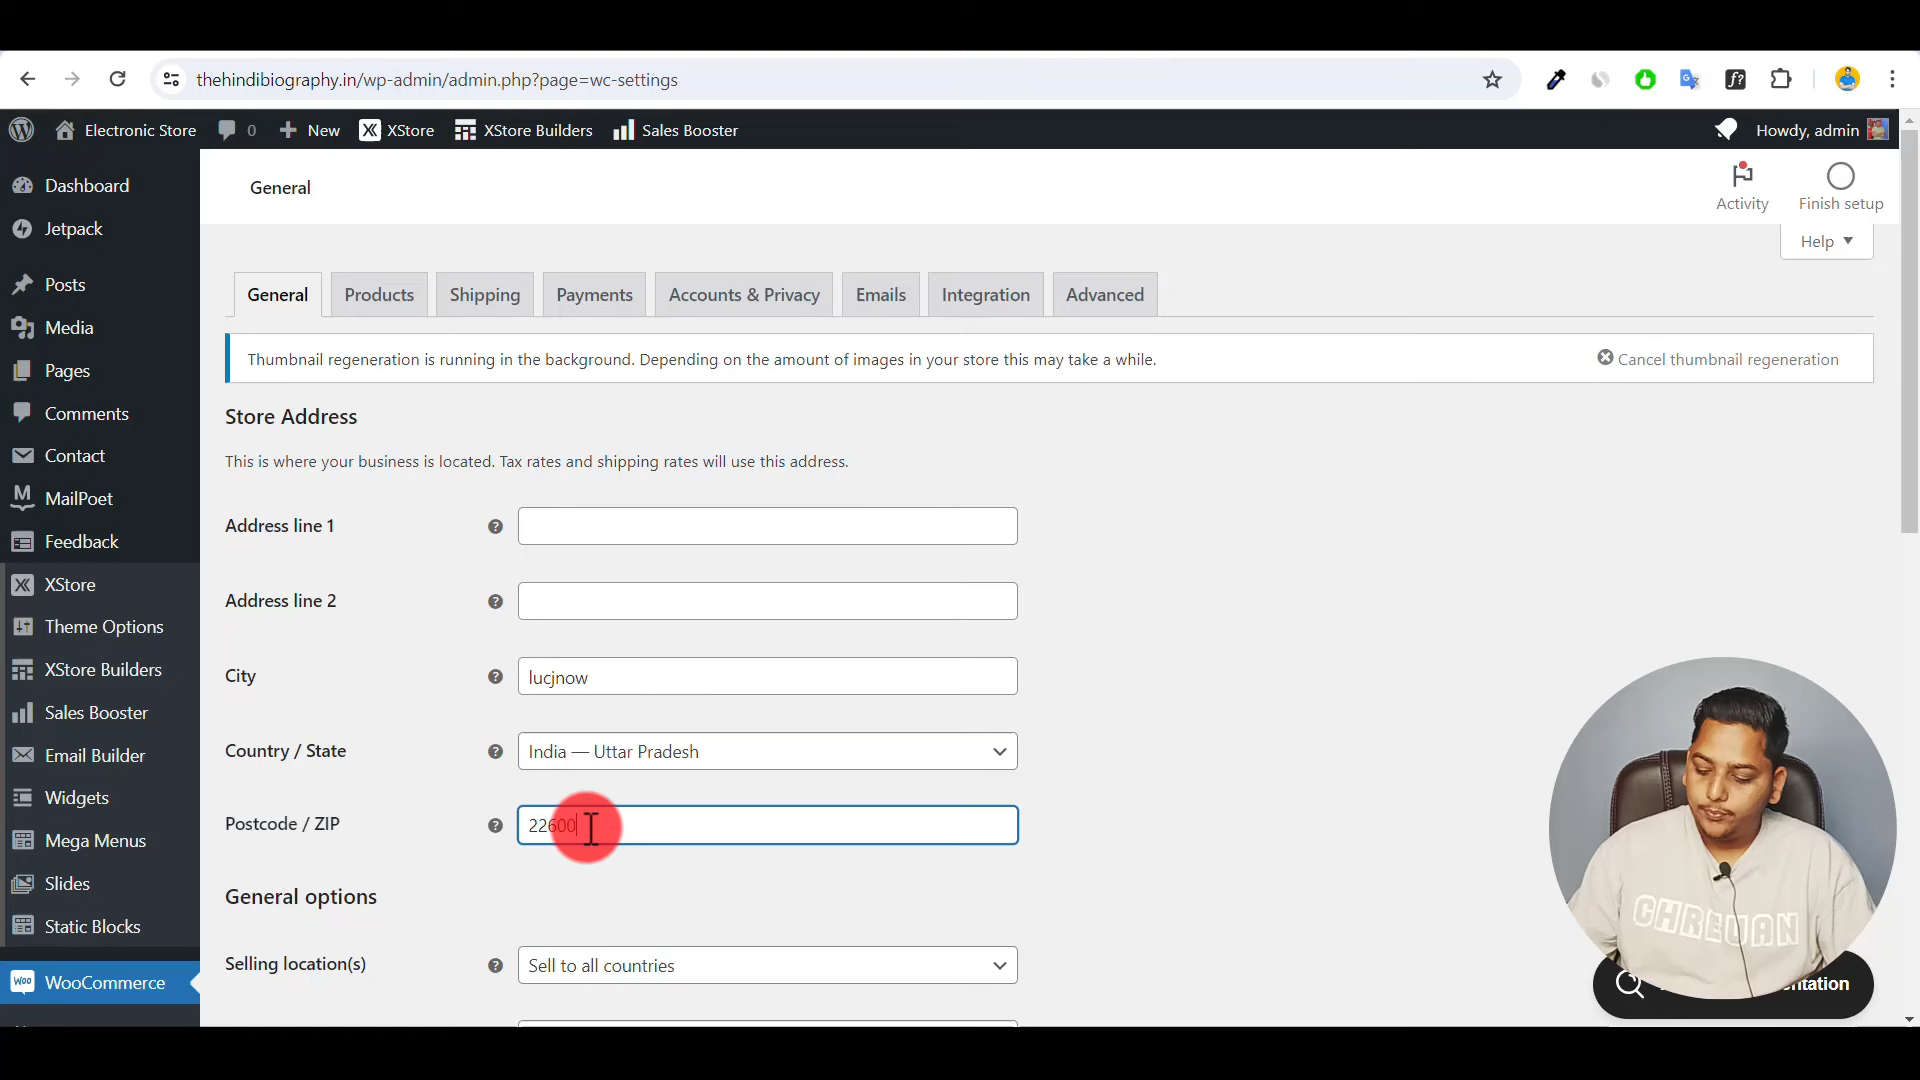 thehindibiography.in/wp-admin/admin.php?page=wc-settings
Electronic Store 0 New XStore XStore Builders Sales Booster Howdy, admin
General
Activity
Finish setup
Help
Dashboard
Jetpack
Posts
Media
Pages
Comments
Contact
MailPoet
Feedback
XStore
Theme Options
XStore Builders
Sales Booster
Email Builder
Widgets
Mega Menus
Slides
Static Blocks
WooCommerce
General Products Shipping Payments Accounts & Privacy Emails Integration Advanced
Thumbnail regeneration is running in the background. Depending on the amount of images in your store this may take a while. Cancel thumbnail regeneration
Store Address
This is where your business is located. Tax rates and shipping rates will use this address.
Address line 1
Address line 2
City lucjnow
Country / State India — Uttar Pradesh
Postcode / ZIP 22600
General options
Selling location(s) Sell to all countries